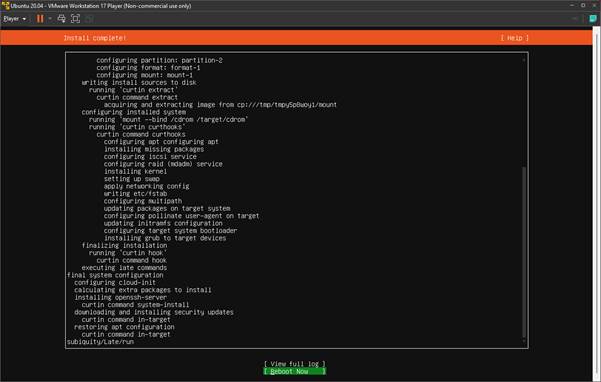 Ubuntu 20.04 - VMware Workstation 17 Player (Non-commercial use only)
Player
Install complete!
[ Help ]
configuring partition: partition-2
configuring format: format-1
configuring mount: mount-1
writing install sources to disk
running 'curtin extract'
curtin command extract
acquiring and extracting image from cp:///tmp/tmpy5p8woy1/mount
configuring installed system
running 'mount --bind /cdrom /target/cdrom'
running 'curtin curthooks'
curtin command curthooks
configuring apt configuring apt
installing missing packages
configuring iscsi service
configuring raid (mdadm) service
installing kernel
setting up swap
apply networking config
writing etc/fstab
configuring multipath
updating packages on target system
configuring pollinate user-agent on target
updating initramfs configuration
configuring target system bootloader
installing grub to target devices
finalizing installation
running 'curtin hook'
curtin command hook
executing late commands
final system configuration
configuring cloud-init
calculating extra packages to install
installing openssh-server
curtin command system-install
downloading and installing security updates
curtin command in-target
restoring apt configuration
curtin command in-target
subiquity/Late/run
[ View full log ]
[ Reboot Now ]